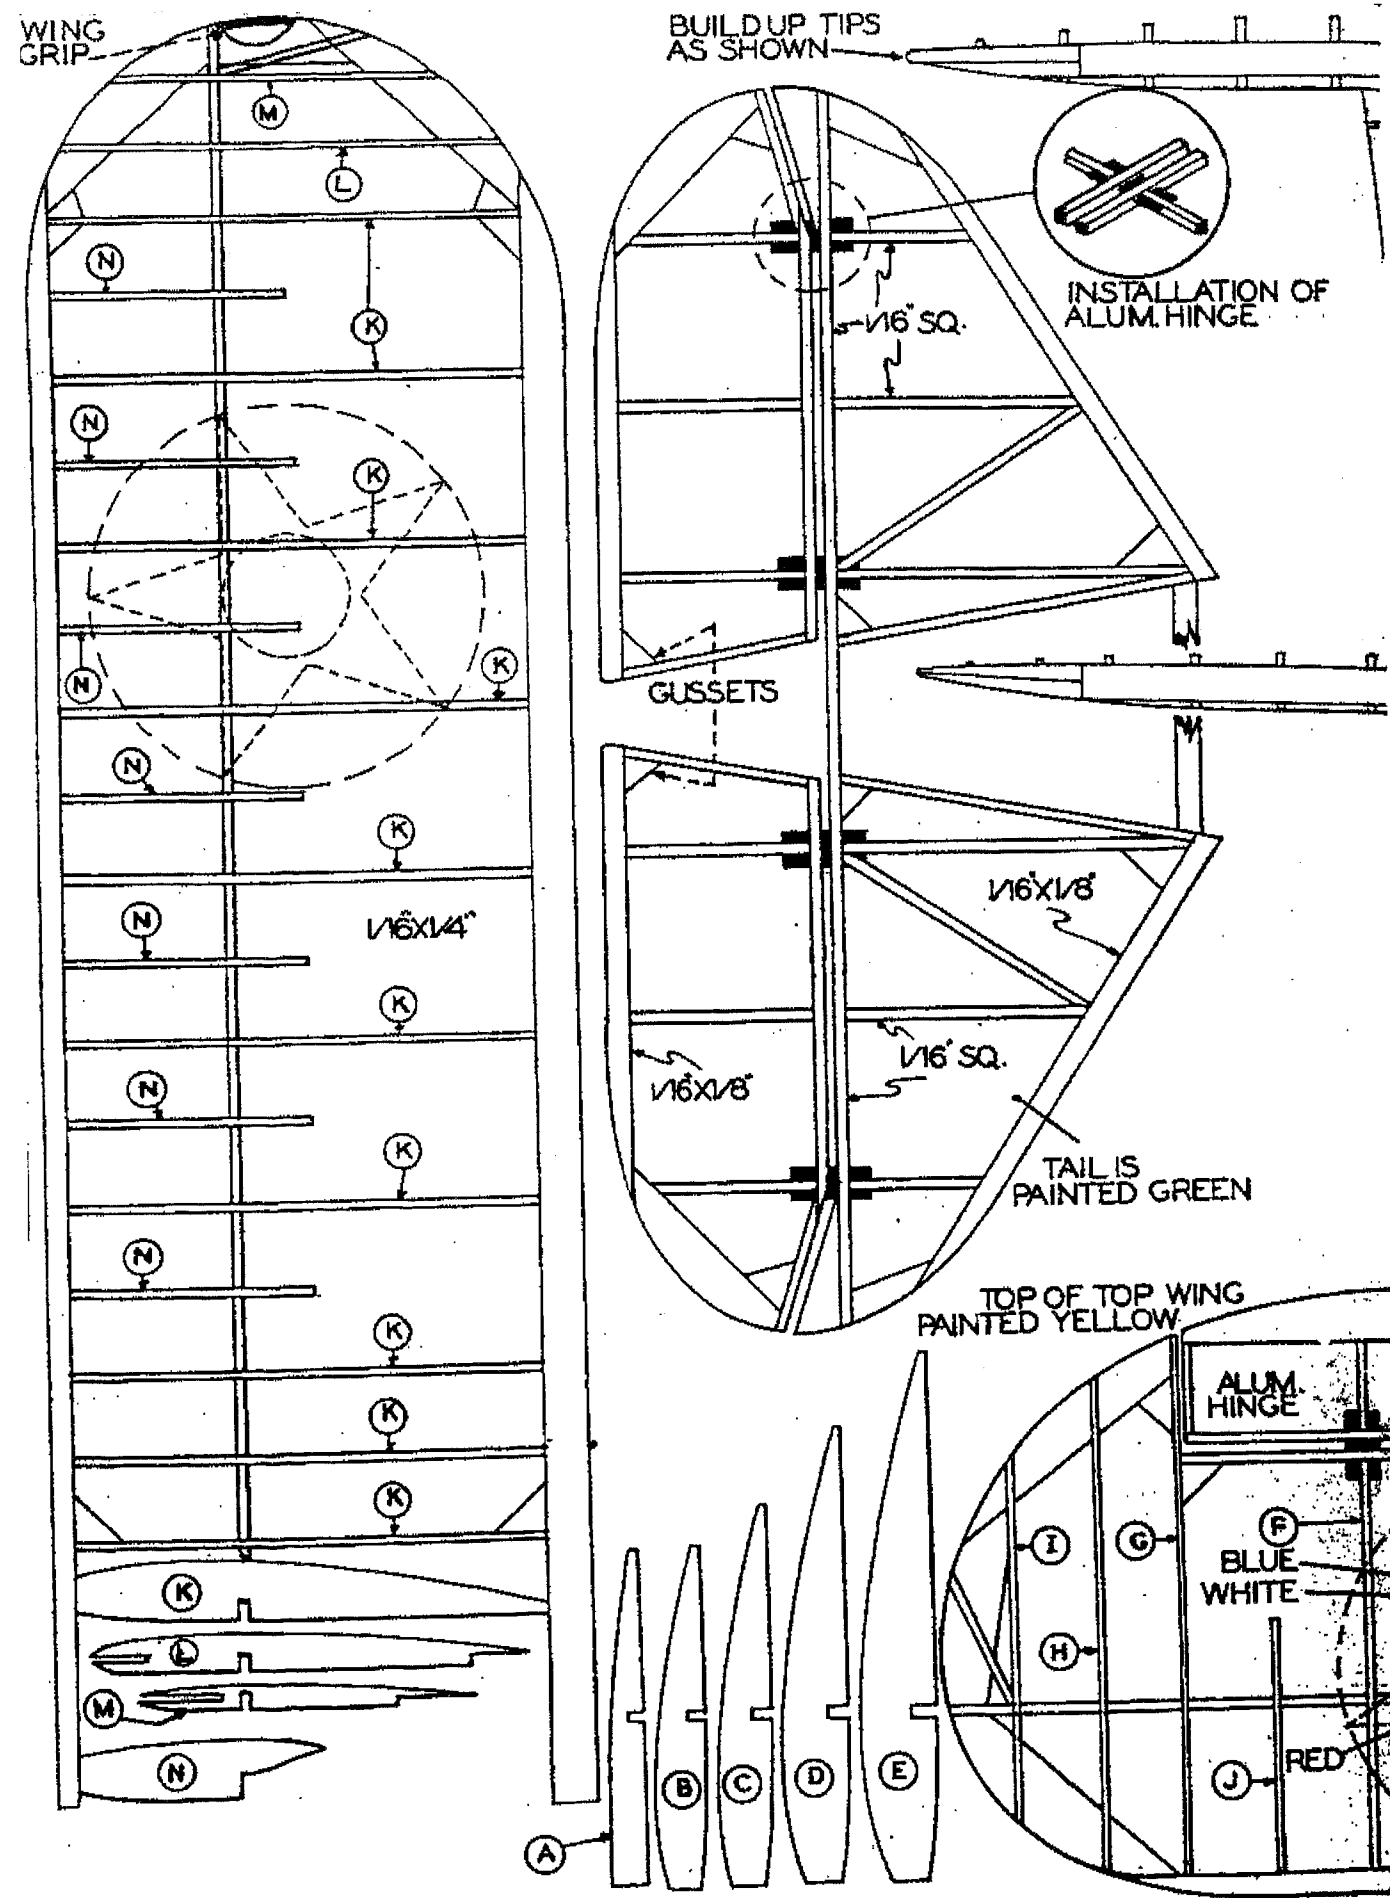 WING
GRIP
BUILD UP TIPS
AS SHOWN
M
L
N
K
INSTALLATION OF
ALUM. HINGE
1/16" SQ.
N
K
K
N
GUSSETS
N
K
1/16"X1/8"
N
1/16"X1/4"
K
1/16" SQ.
1/16"X1/8"
N
K
TAIL IS
PAINTED GREEN
N
TOP OF TOP WING
PAINTED YELLOW
K
ALUM.
HINGE
K
K
I
G
F
BLUE
WHITE
K
L
H
M
RED
N
B
C
D
E
J
A